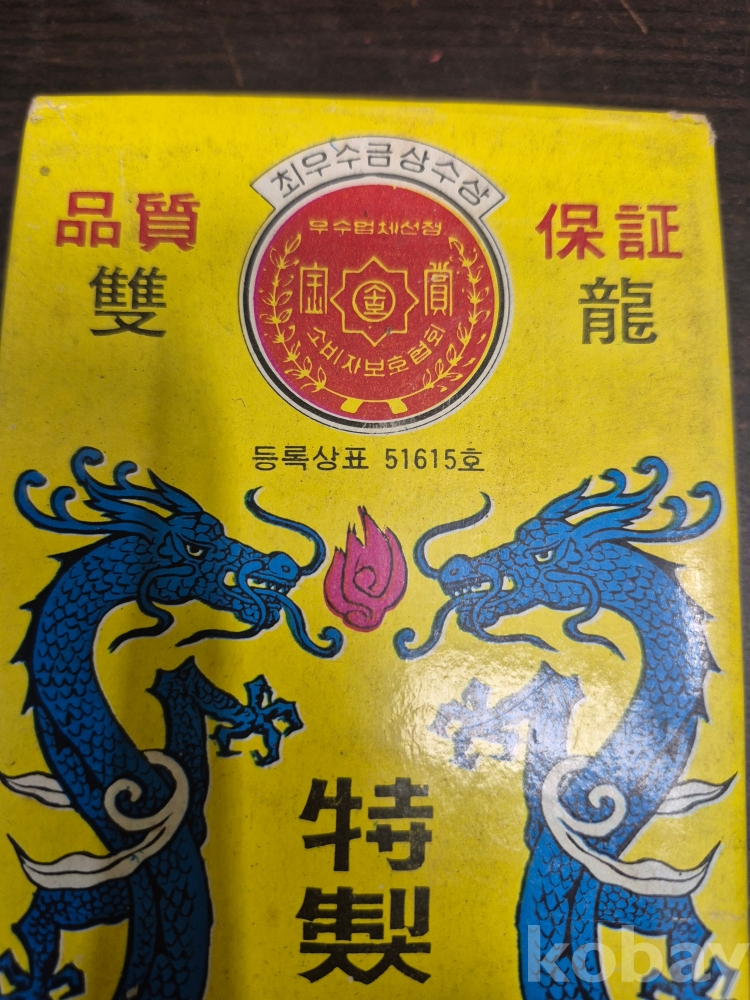 최우수금상수상
品質 保証
우수업체선정
金賞
소비자보호협회
雙龍
등록상표 51615호
特
製
kobay